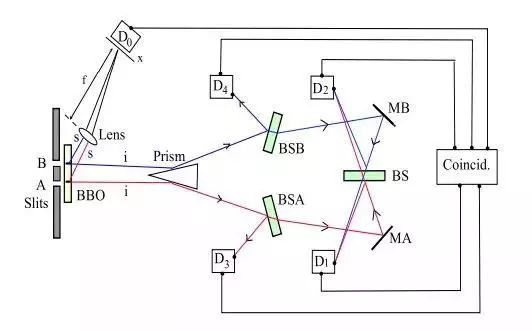 D0
x
f
s
s
Lens
D4
D2
MB
B
i
Prism
BSB
BS
Coincid.
A
i
Slits
BBO
BSA
MA
D3
D1